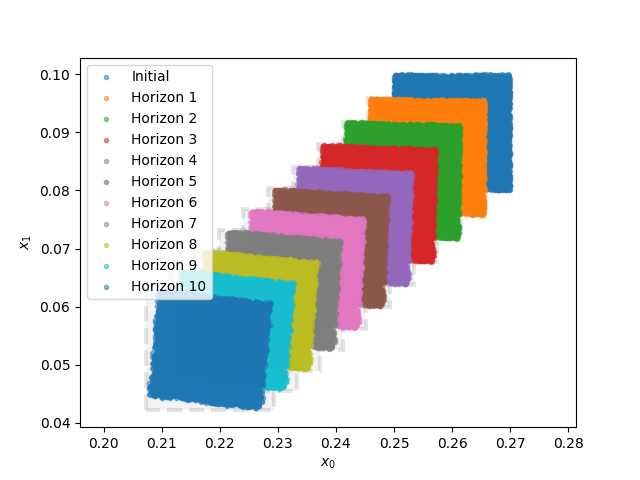 Initial
Horizon 1
Horizon 2
Horizon 3
Horizon 4
Horizon 5
Horizon 6
Horizon 7
Horizon 8
Horizon 9
Horizon 10
0.10
0.09
0.08
0.07
0.06
0.05
0.04
x₁
0.20 0.21 0.22 0.23 0.24 0.25 0.26 0.27 0.28
x₀